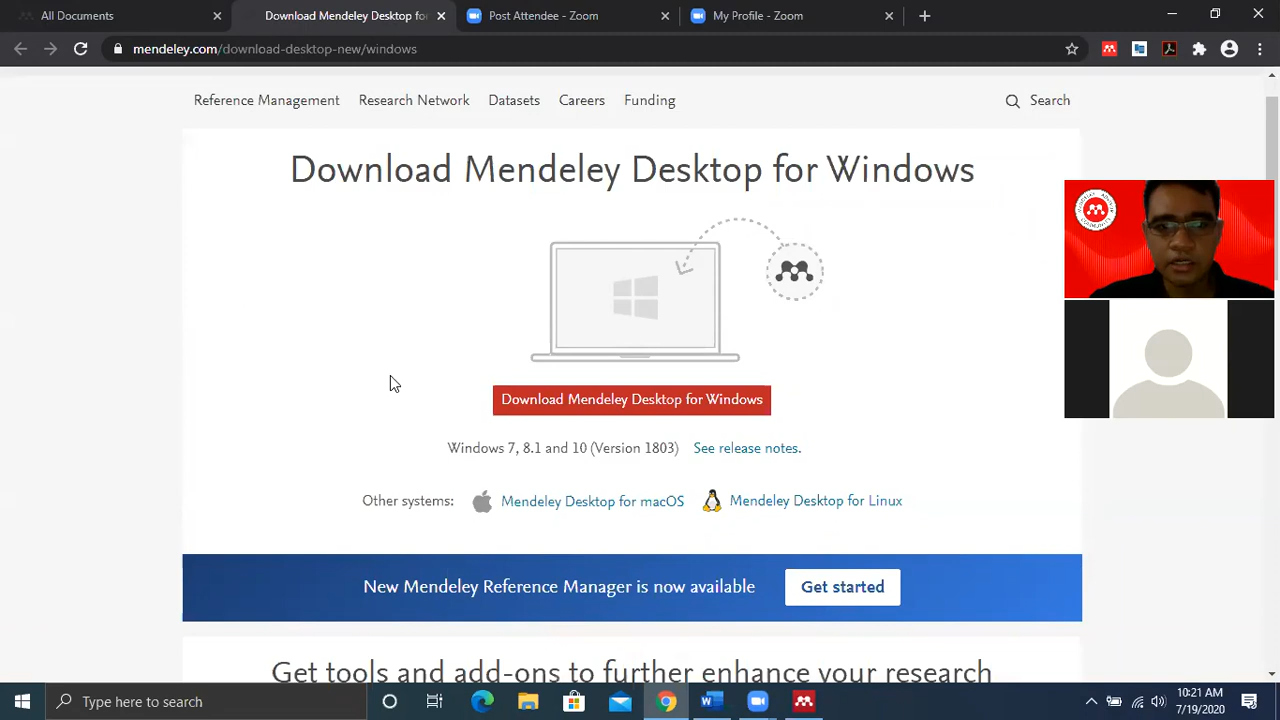 All Documents
Download Mendeley Desktop fo
Post Attendee - Zoom
My Profile - Zoom
mendeley.com/download-desktop-new/windows
Reference Management
Research Network
Datasets
Careers
Funding
Search
Download Mendeley Desktop for Windows
Download Mendeley Desktop for Windows
Windows 7, 8.1 and 10 (Version 1803) See release notes.
Other systems: Mendeley Desktop for macOS Mendeley Desktop for Linux
New Mendeley Reference Manager is now available
Get started
Get tools and add-ons to further enhance your research
Type here to search
10:21 AM
7/19/2020